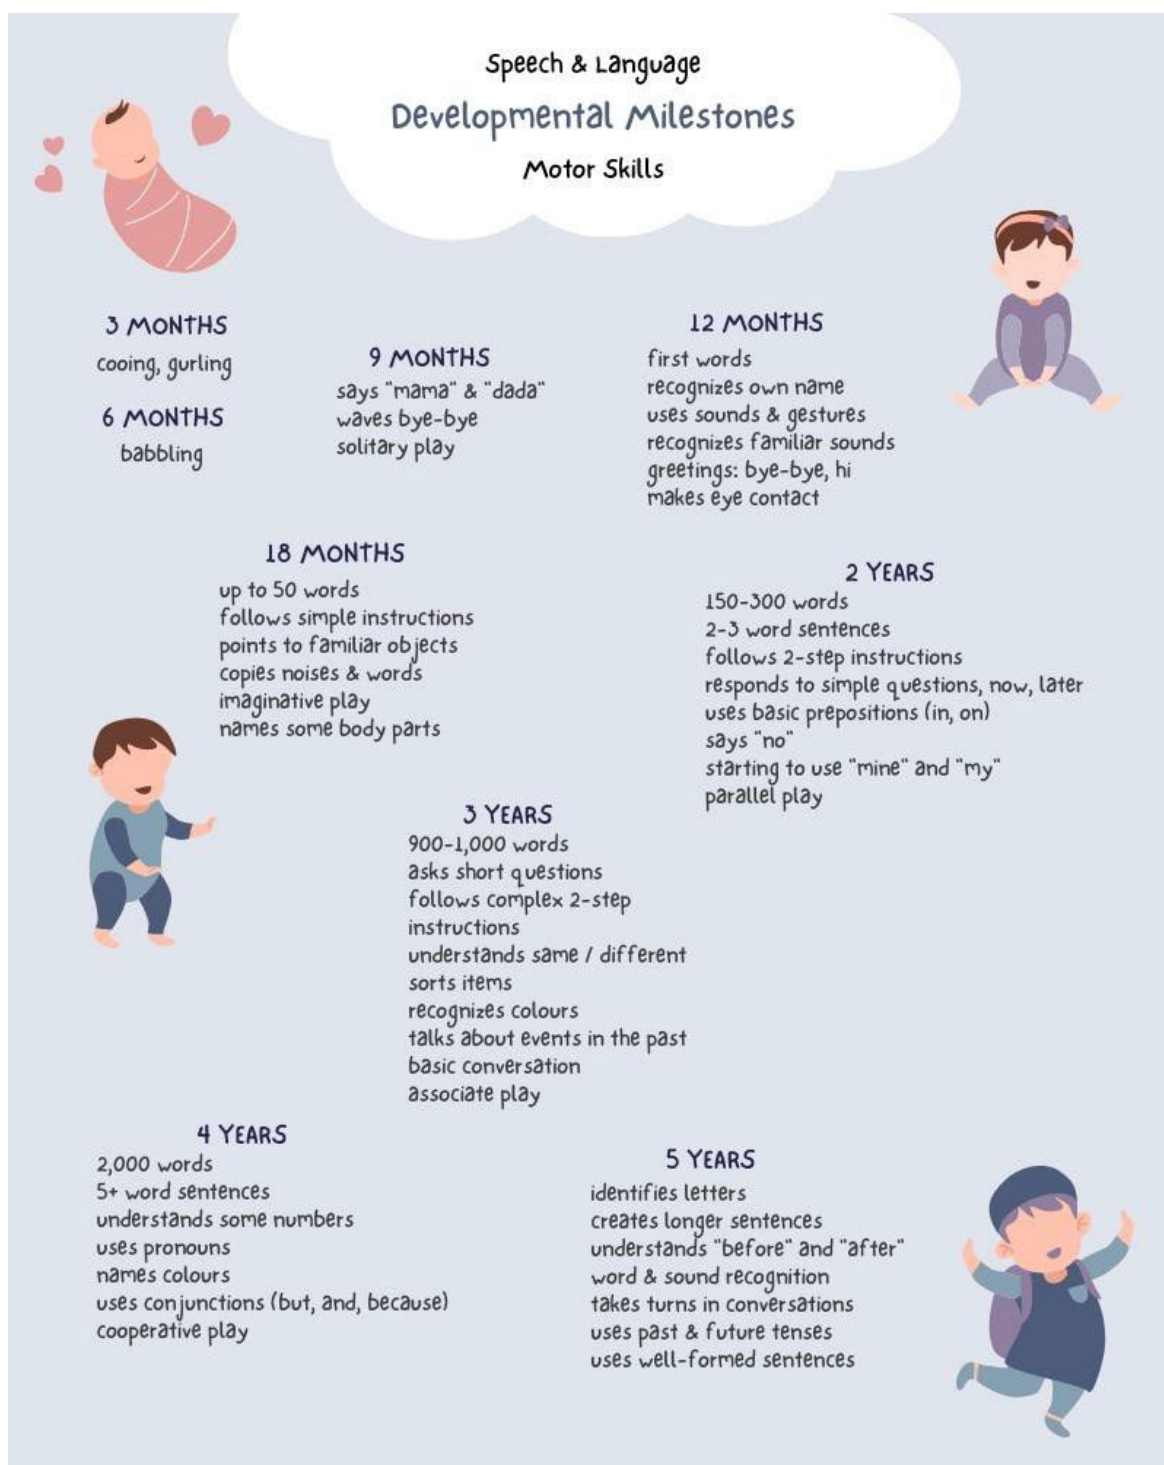 Speech & Language
Developmental Milestones
Motor Skills
3 MONTHS
cooing, gurling
6 MONTHS
babbling
9 MONTHS
says "mama" & "dada"
waves bye-bye
solitary play
12 MONTHS
first words
recognizes own name
uses sounds & gestures
recognizes familiar sounds
greetings: bye-bye, hi
makes eye contact
18 MONTHS
up to 50 words
follows simple instructions
points to familiar objects
copies noises & words
imaginative play
names some body parts
2 YEARS
150-300 words
2-3 word sentences
follows 2-step instructions
responds to simple questions, now, later
uses basic prepositions (in, on)
says "no"
starting to use "mine" and "my"
parallel play
3 YEARS
900-1,000 words
asks short questions
follows complex 2-step
instructions
understands same / different
sorts items
recognizes colours
talks about events in the past
basic conversation
associate play
4 YEARS
2,000 words
5+ word sentences
understands some numbers
uses pronouns
names colours
uses conjunctions (but, and, because)
cooperative play
5 YEARS
identifies letters
creates longer sentences
understands "before" and "after"
word & sound recognition
takes turns in conversations
uses past & future tenses
uses well-formed sentences